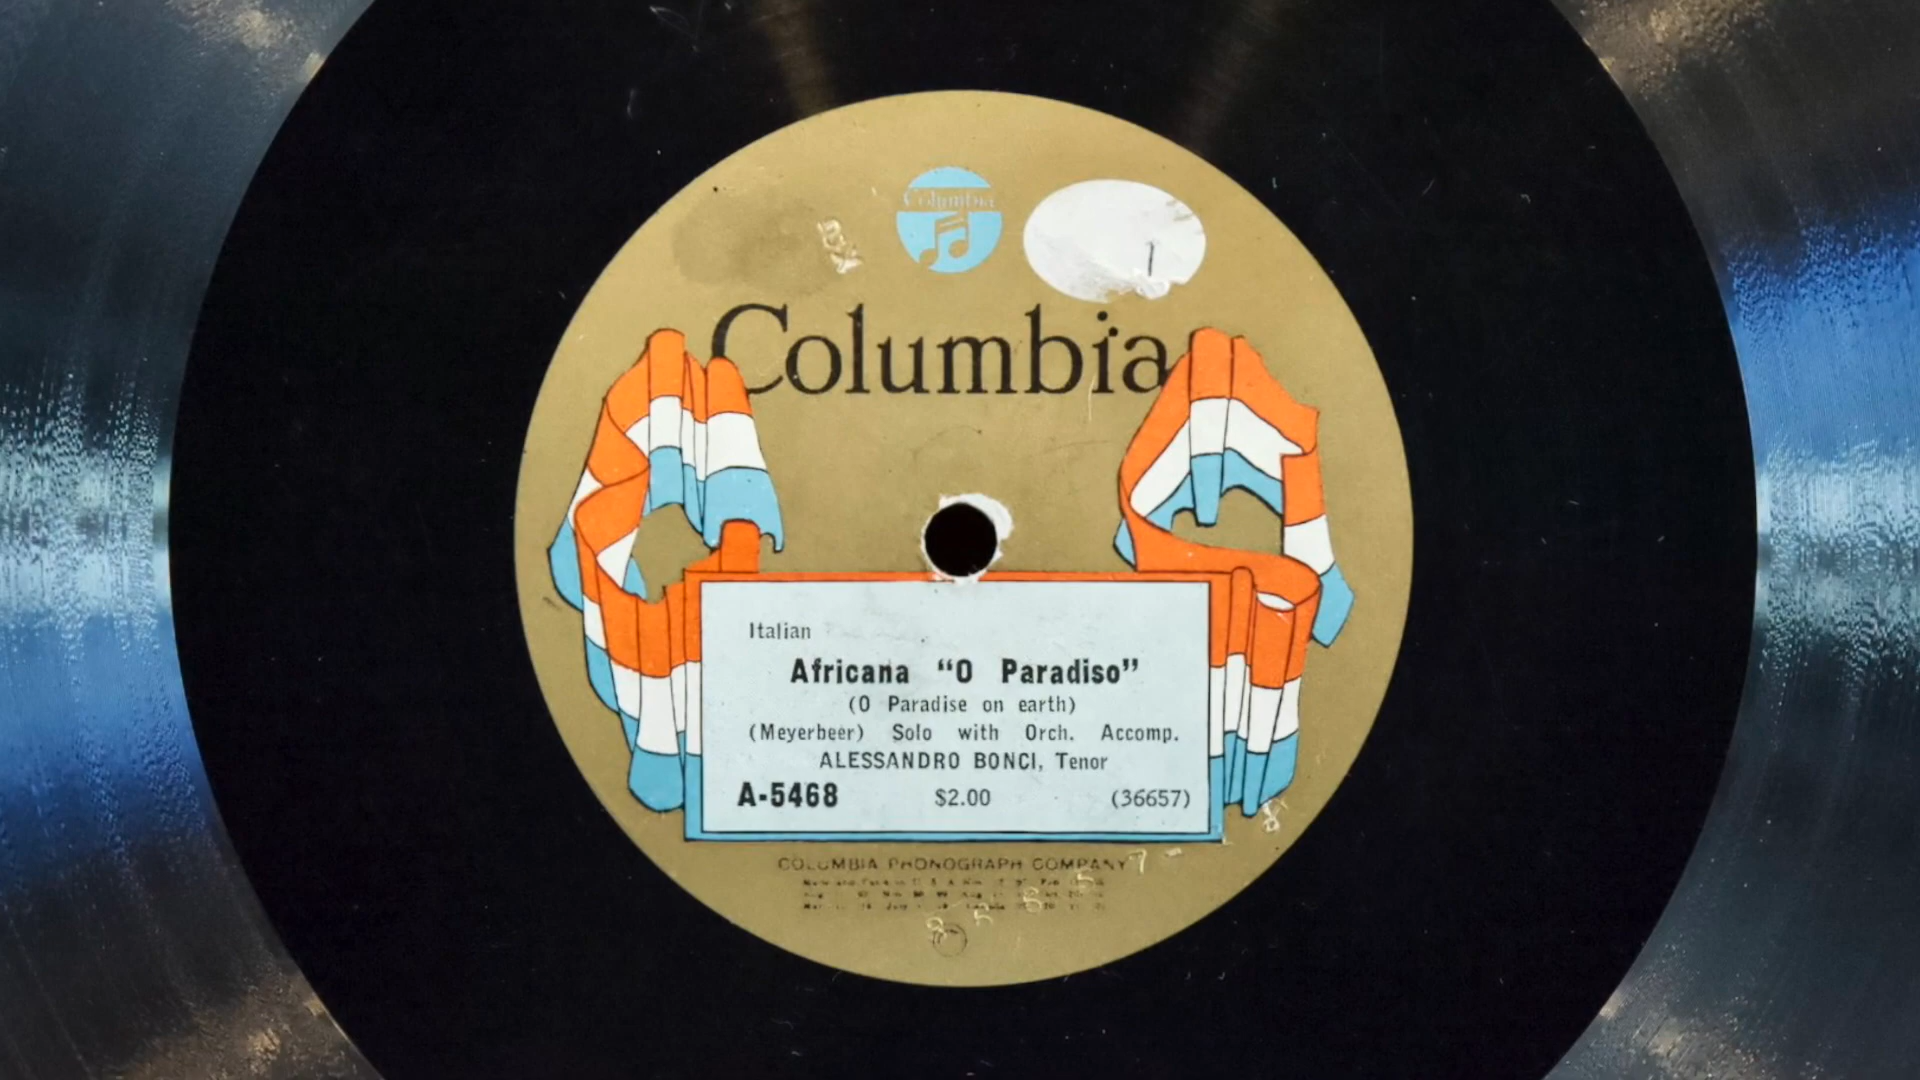 Columbia
1
Columbia
Italian
Africana “O Paradiso”
(O Paradise on earth)
(Meyerbeer) Solo with Orch. Accomp.
ALESSANDRO BONCI, Tenor
A-5468 $2.00 (36657)
COLUMBIA PHONOGRAPH COMPANY